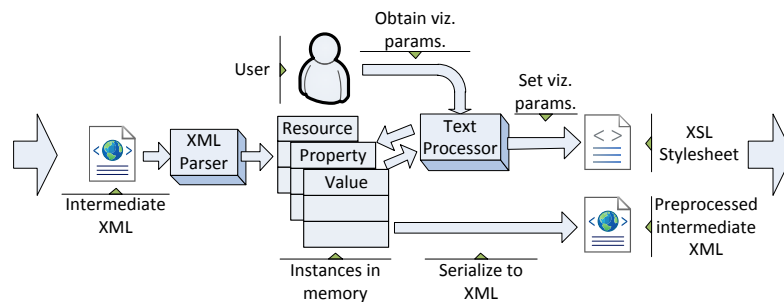 Obtain viz.
params.
User
Set viz.
params.
Resource
Property
Value
XML
Parser
Text
Processor
< >
XSL
Stylesheet
Intermediate
XML
Preprocessed
intermediate
XML
Instances in
memory
Serialize to
XML